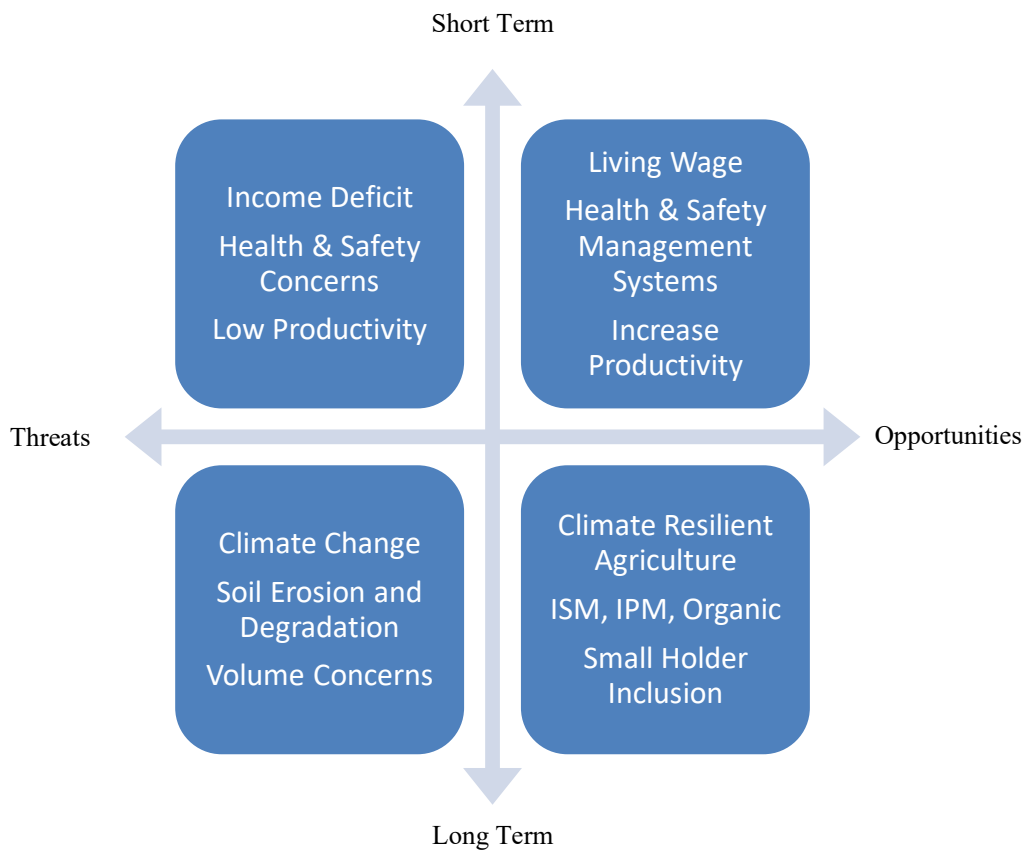 Short Term
Income Deficit
Health & Safety
Concerns
Low Productivity
Living Wage
Health & Safety
Management
Systems
Increase
Productivity
Threats
Opportunities
Climate Change
Soil Erosion and
Degradation
Volume Concerns
Climate Resilient
Agriculture
ISM, IPM, Organic
Small Holder
Inclusion
Long Term